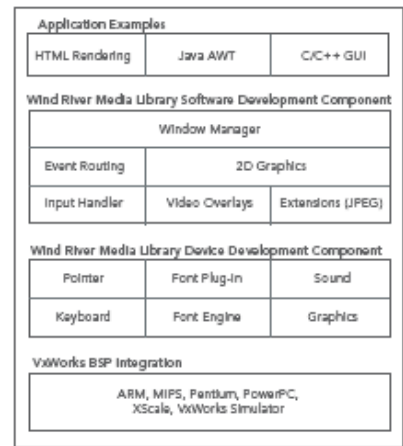 Application Examples
HTML Rendering Java AWT C/C++ GUI
Wind River Media Library Software Development Component
Window Manager
Event Routing 2D Graphics
Input Handler Video Overlays Extensions (JPEG)
Wind River Media Library Device Development Component
Pointer Font Plug-in Sound
Keyboard Font Engine Graphics
VxWorks BSP Integration
ARM, MIPS, Pentium, PowerPC,
XScale, VxWorks Simulator